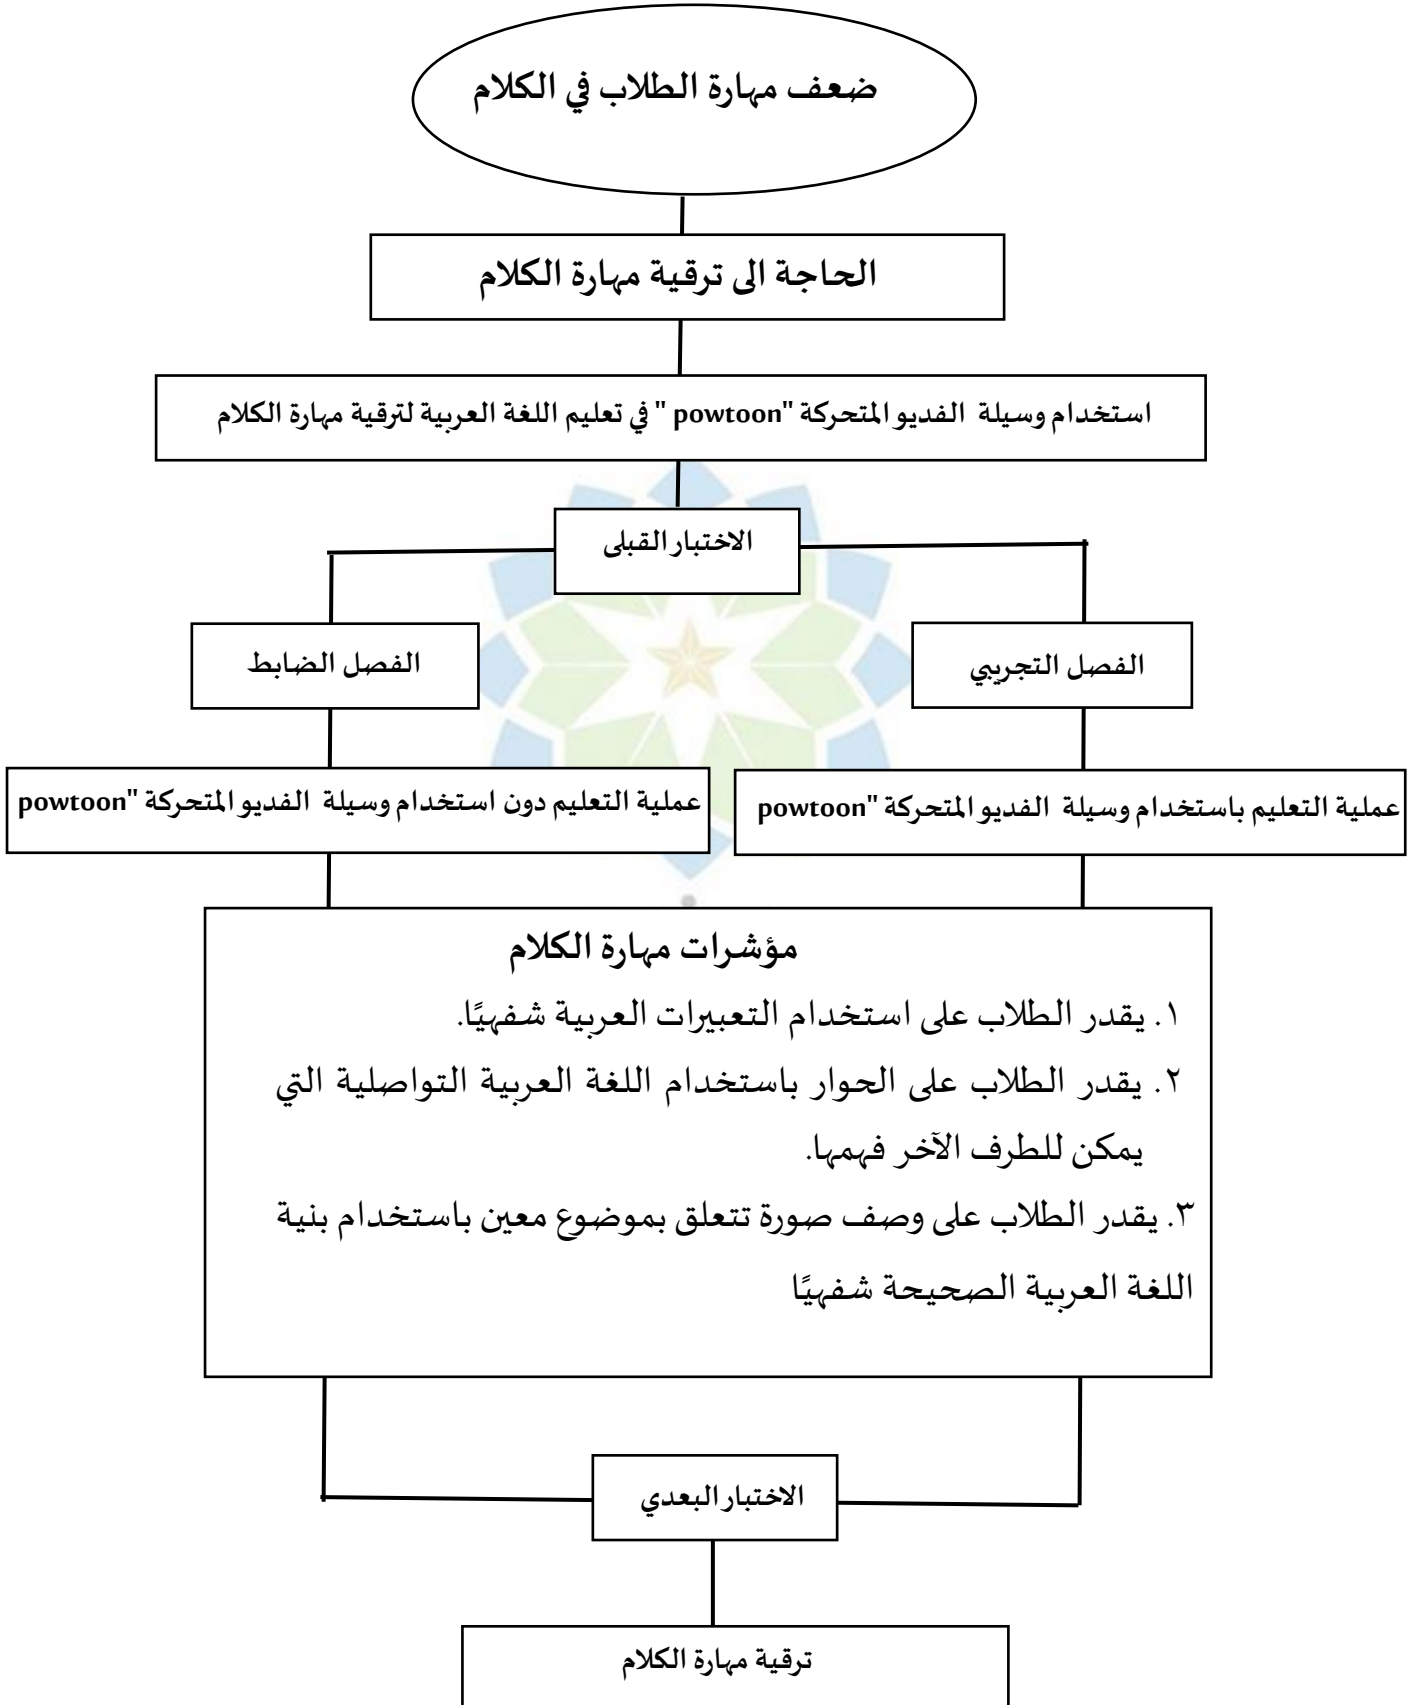 ضعف مهارة الطلاب في الكلام
الحاجة الى ترقية مهارة الكلام
استخدام وسيلة الفديو المتحركة "powtoon " في تعليم اللغة العربية لترقية مهارة الكلام
الاختبار القبلى
الفصل التجريبي
الفصل الضابط
عملية التعليم باستخدام وسيلة الفديو المتحركة "powtoon
عملية التعليم دون استخدام وسيلة الفديو المتحركة "powtoon
مؤشرات مهارة الكلام
١. يقدر الطلاب على استخدام التعبيرات العربية شفهيًا.
٢. يقدر الطلاب على الحوار باستخدام اللغة العربية التواصلية التي
يمكن للطرف الآخر فهمها.
٣. يقدر الطلاب على وصف صورة تتعلق بموضوع معين باستخدام بنية
اللغة العربية الصحيحة شفهيًا
الاختبار البعدي
ترقية مهارة الكلام